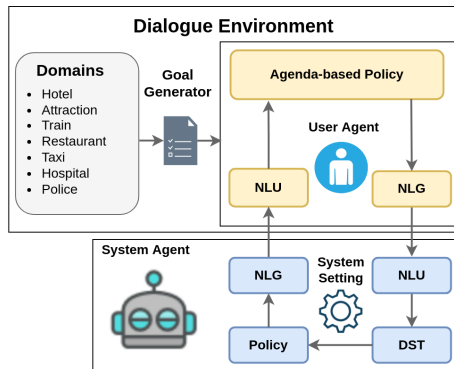 Dialogue Environment
Domains
• Hotel
• Attraction
• Train
• Restaurant
• Taxi
• Hospital
• Police
Goal
Generator
Agenda-based Policy
User Agent
NLU
NLG
System Agent
NLG
System
Setting
NLU
Policy
DST